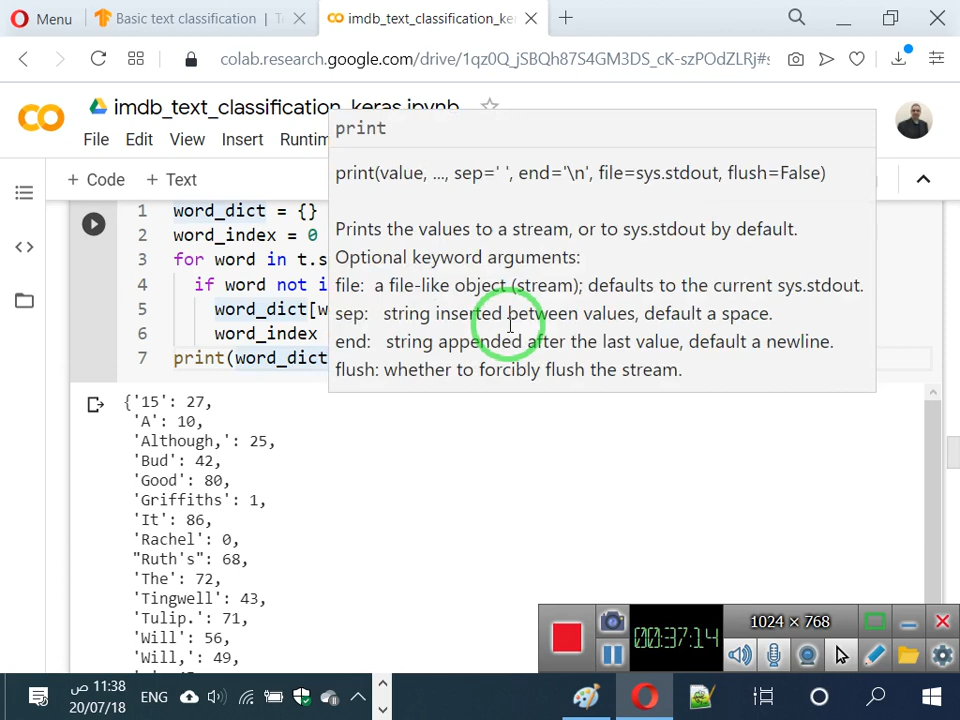 Menu
Basic text classification | T
imdb_text_classification_ke
colab.research.google.com/drive/1qz0Q_jSBQh87S4GM3DS_cK-szPOdZLRj#s
imdb_text_classification_keras.ipynb
File Edit View Insert Runtim
+ Code + Text
print
print(value, ..., sep=' ', end='\n', file=sys.stdout, flush=False)
Prints the values to a stream, or to sys.stdout by default.
Optional keyword arguments:
file: a file-like object (stream); defaults to the current sys.stdout.
sep: string inserted between values, default a space.
end: string appended after the last value, default a newline.
flush: whether to forcibly flush the stream.
1 word_dict = {}
2 word_index = 0
3 for word in t.s
4 if word not i
5 word_dict[w
6 word_index
7 print(word_dict
{'15': 27,
'A': 10,
'Although,': 25,
'Bud': 42,
'Good': 80,
'Griffiths': 1,
'It': 86,
'Rachel': 0,
"Ruth's": 68,
'The': 72,
'Tingwell': 43,
'Tulip.': 71,
'Will': 56,
'Will,': 49,
1024 × 768
00:37:14
11:38 ص
ENG
20/07/18